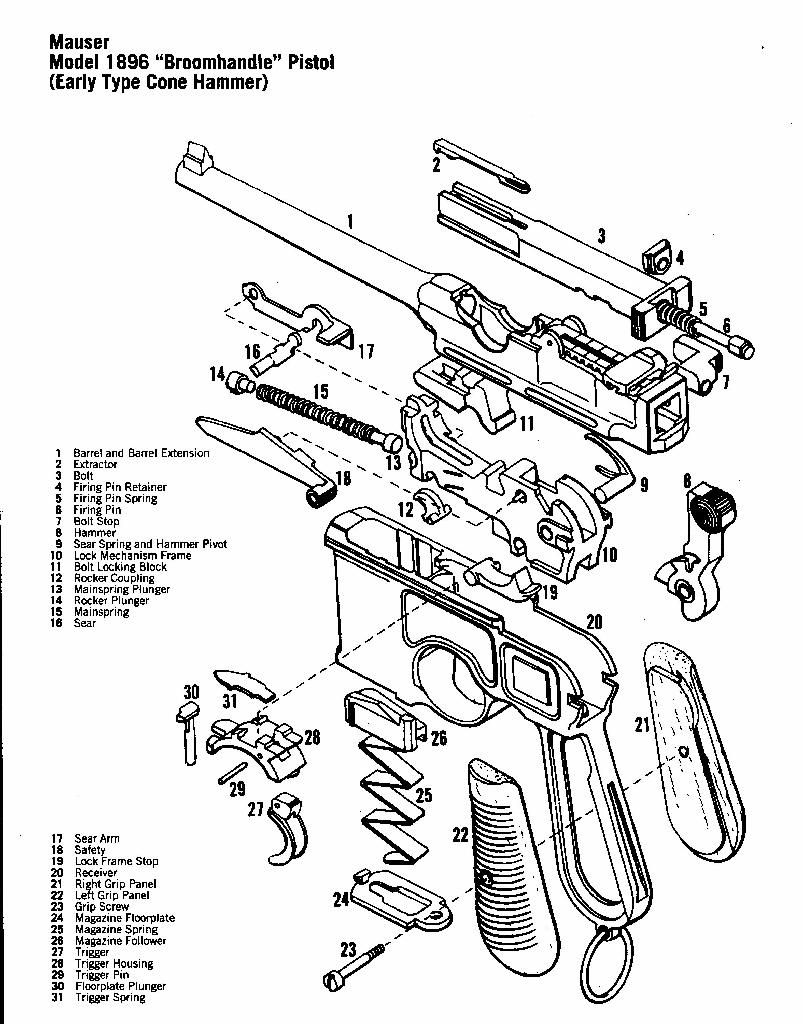 Mauser
Model 1896 "Broomhandle" Pistol
(Early Type Cone Hammer)
2
1
3
4
5
6
7
16
17
14
15
11
13
18
9
8
12
10
19
20
1 Barrel and Barrel Extension
2 Extractor
3 Bolt
4 Firing Pin Retainer
5 Firing Pin Spring
6 Firing Pin
7 Bolt Stop
8 Hammer
9 Sear Spring and Hammer Pivot
10 Lock Mechanism Frame
11 Bolt Locking Block
12 Rocker Coupling
13 Mainspring Plunger
14 Rocker Plunger
15 Mainspring
16 Sear
30
31
28
26
21
29
27
25
22
24
23
17 Sear Arm
18 Safety
19 Lock Frame Stop
20 Receiver
21 Right Grip Panel
22 Left Grip Panel
23 Grip Screw
24 Magazine Floorplate
25 Magazine Spring
26 Magazine Follower
27 Trigger
28 Trigger Housing
29 Trigger Pin
30 Floorplate Plunger
31 Trigger Spring